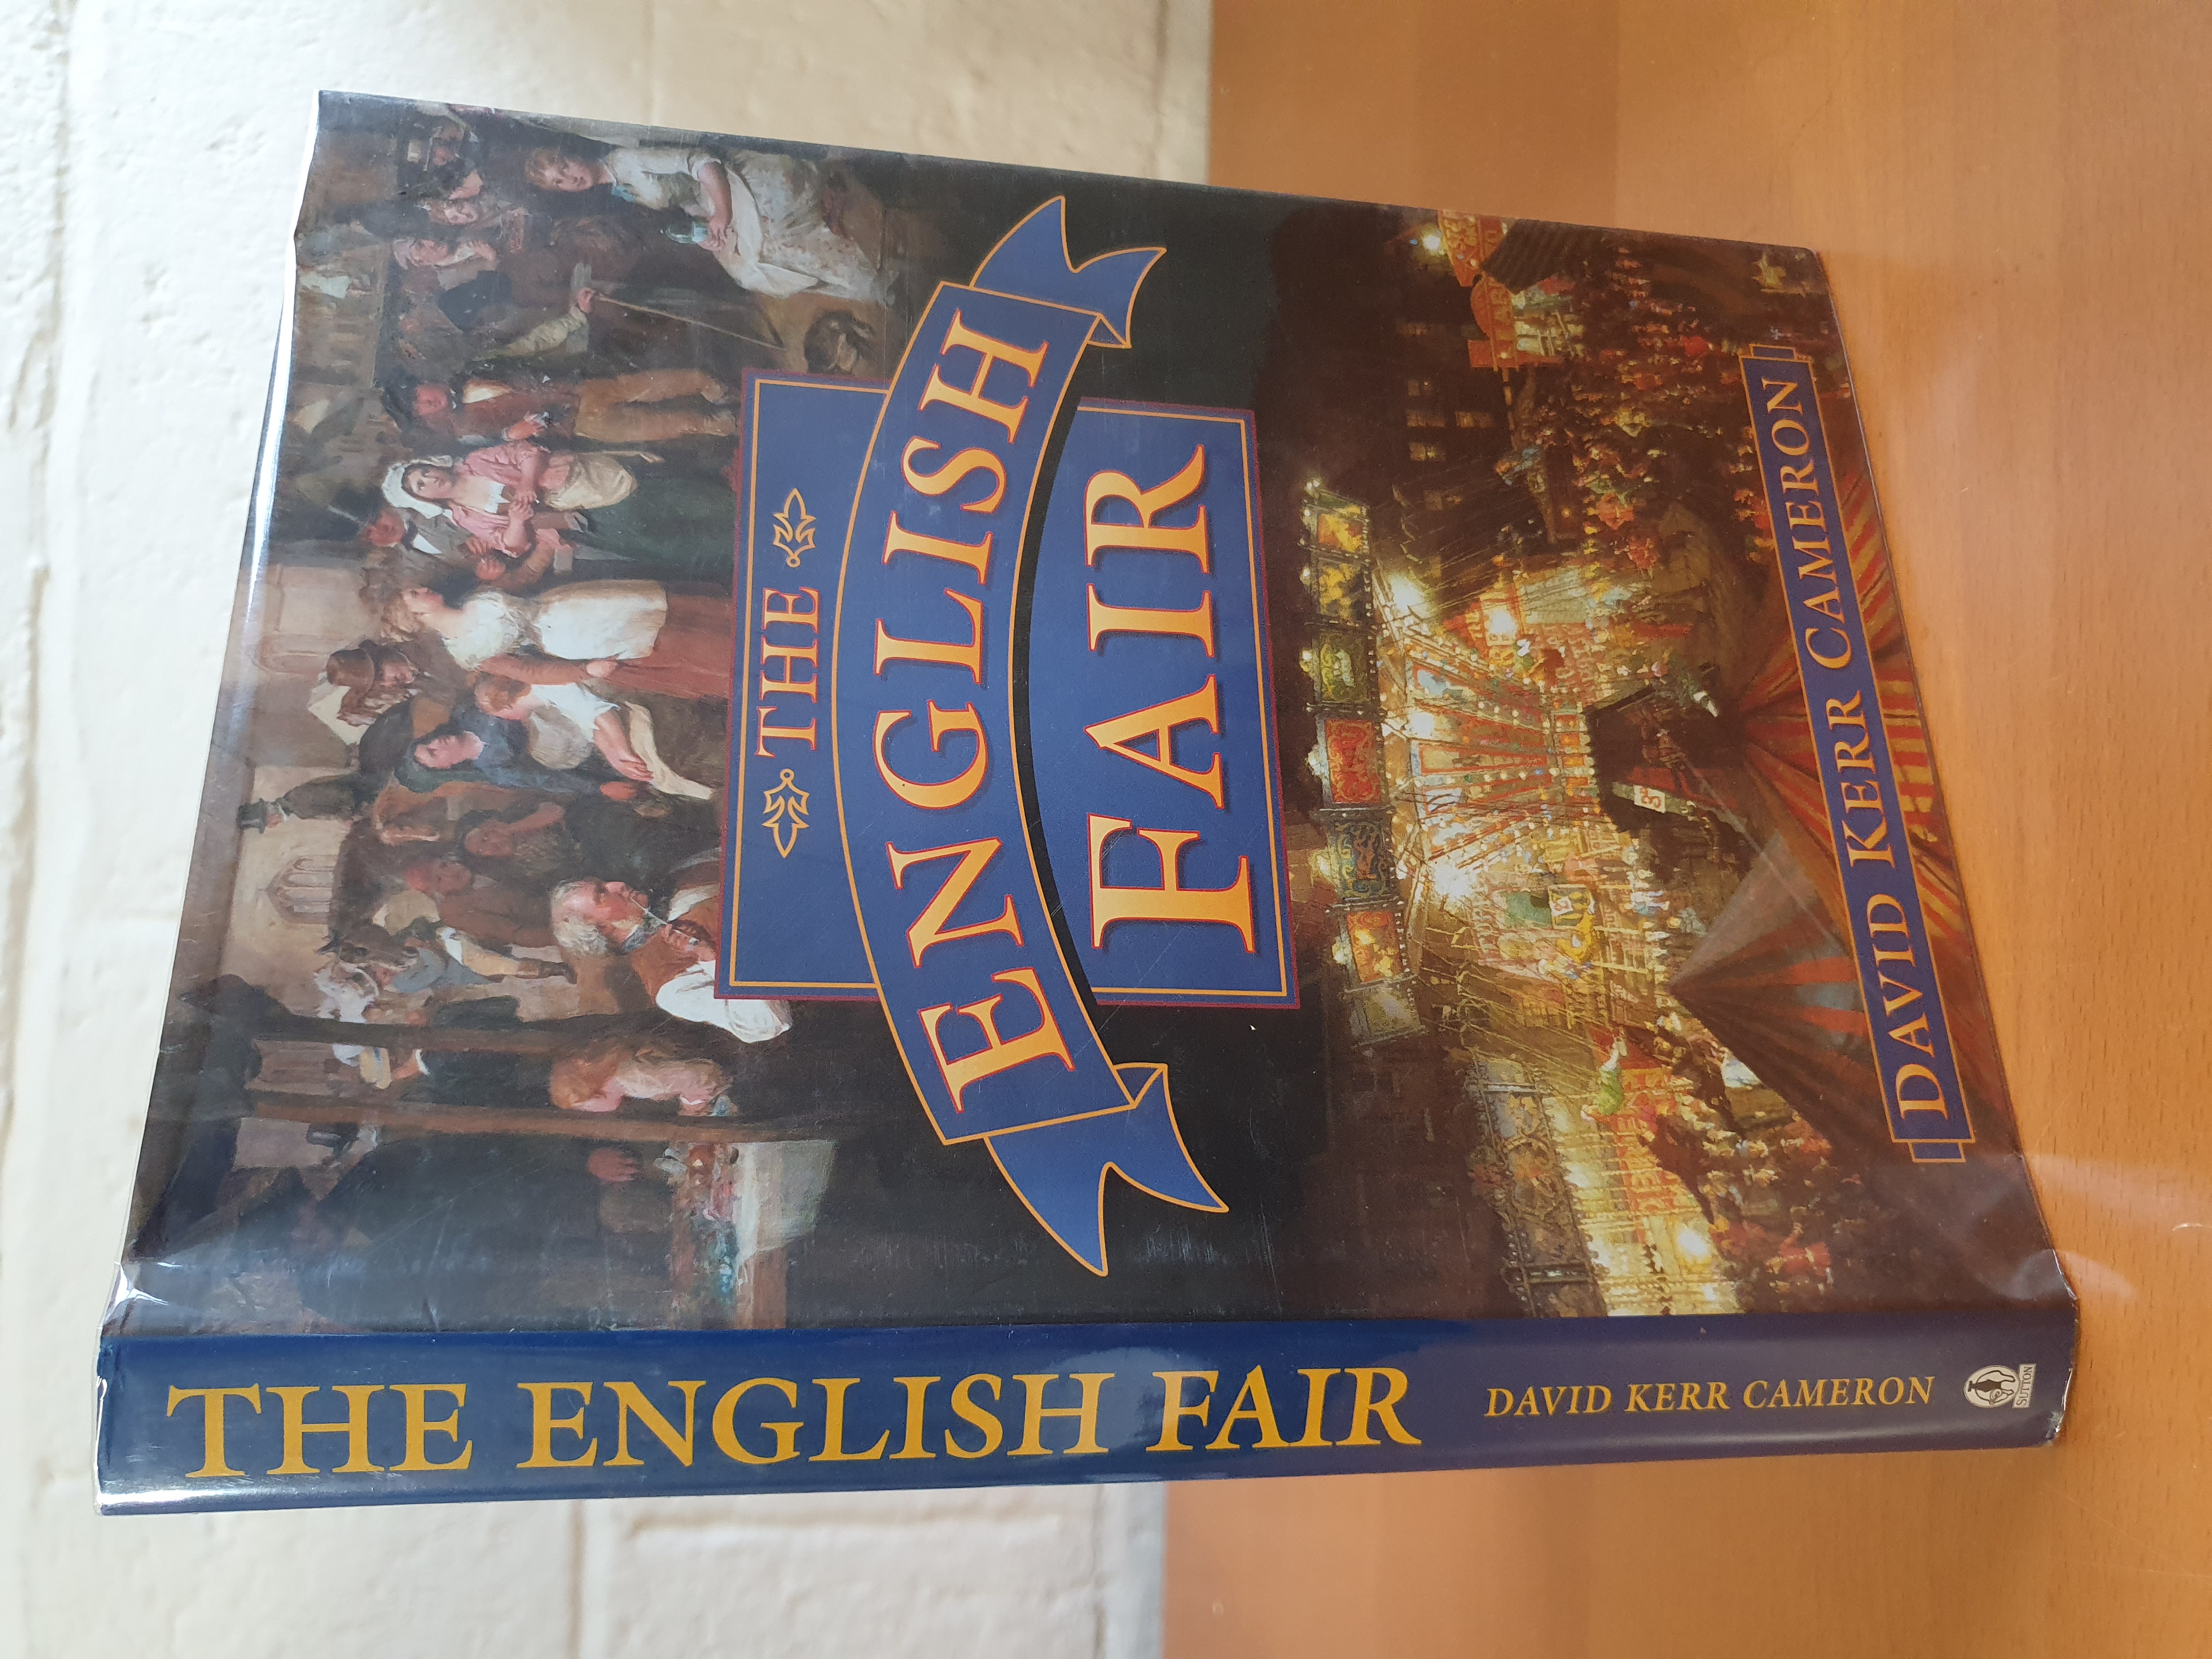 THE
ENGLISH
FAIR
DAVID KERR CAMERON
THE ENGLISH FAIR
DAVID KERR CAMERON
SUTTON